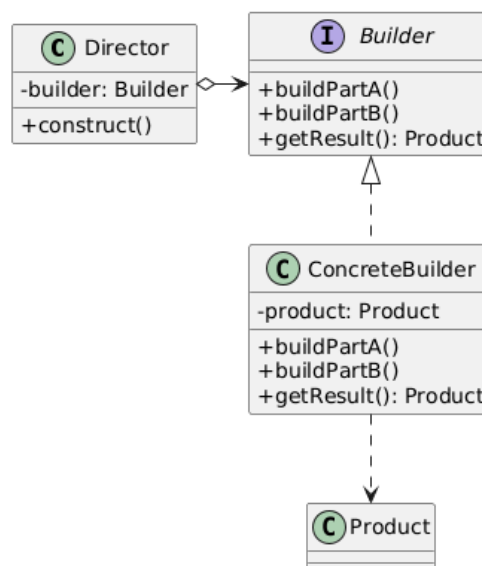 C Director
-builder: Builder
+construct()
I Builder
+buildPartA()
+buildPartB()
+getResult(): Product
C ConcreteBuilder
-product: Product
+buildPartA()
+buildPartB()
+getResult(): Product
C Product